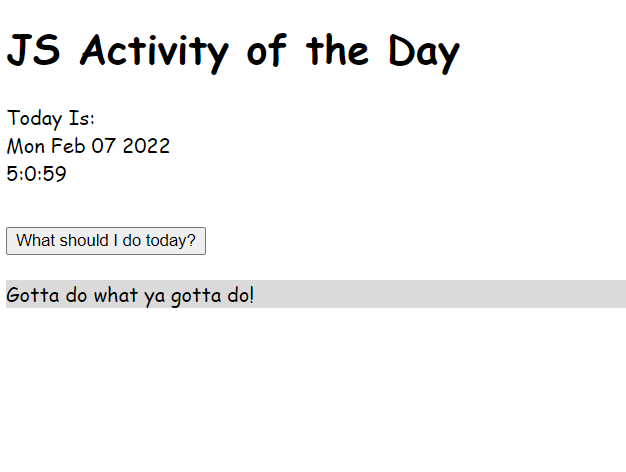 JS Activity of the Day
Today Is:
Mon Feb 07 2022
5:0:59
What should I do today?
Gotta do what ya gotta do!